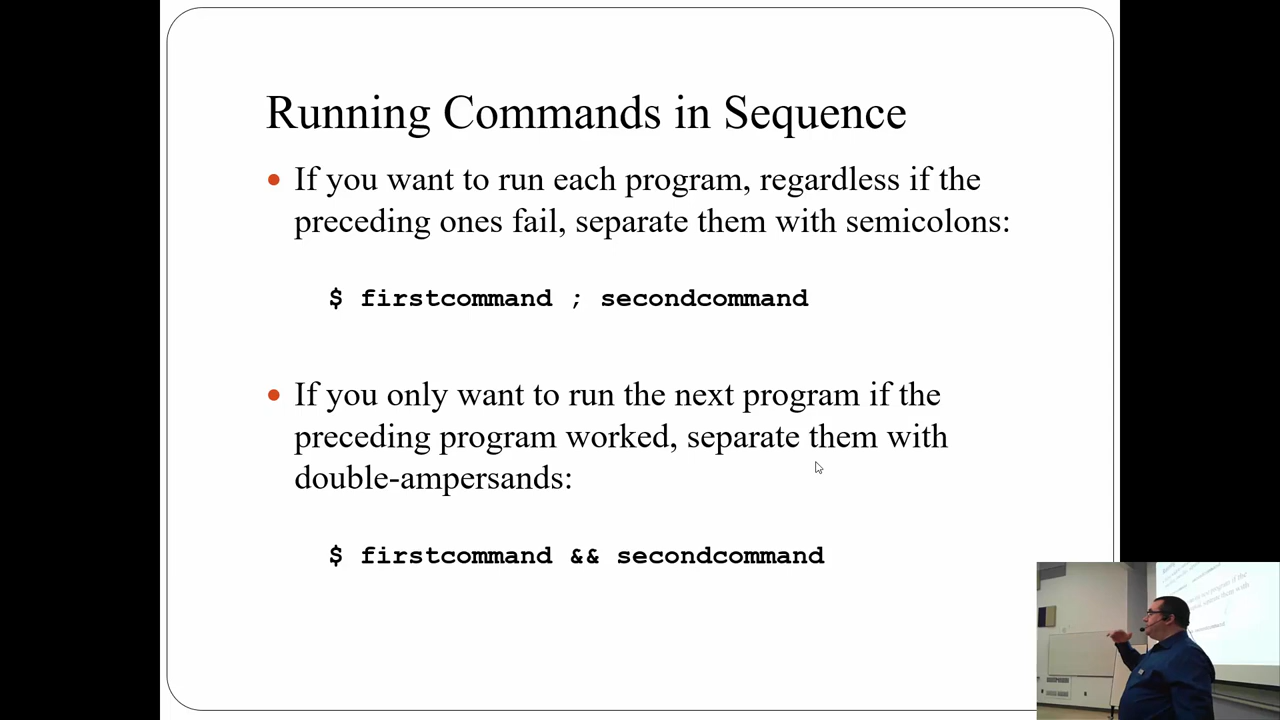 Running Commands in Sequence
• If you want to run each program, regardless if the
preceding ones fail, separate them with semicolons:
$ firstcommand ; secondcommand
• If you only want to run the next program if the
preceding program worked, separate them with
double-ampersands:
$ firstcommand && secondcommand